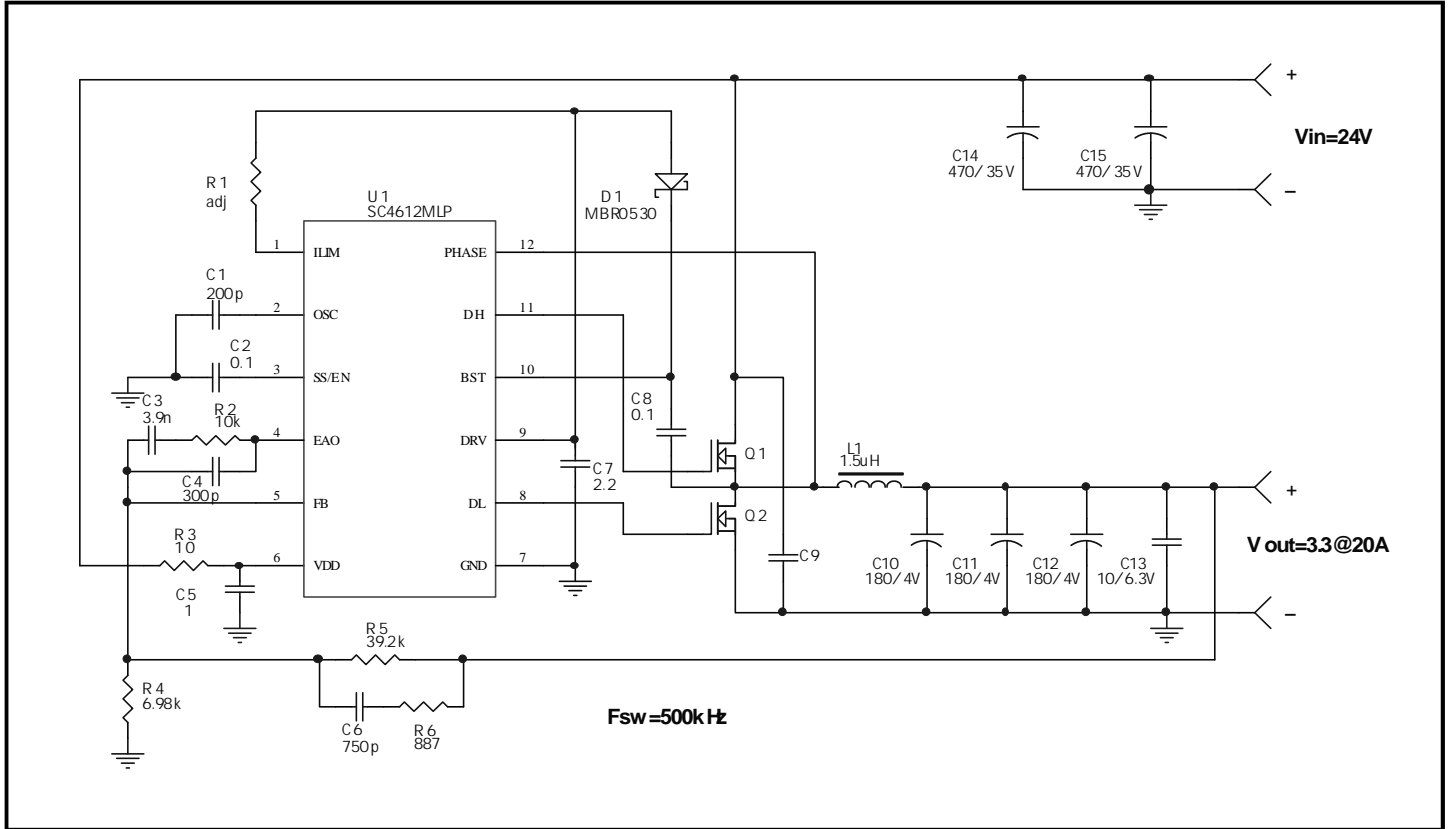 +
Vin=24V
C14
470/35V
C15
470/35V
−
R1
adj
D1
MBR0530
U1
SC4612MLP
1
ILIM
PHASE
12
C1
200p
2
OSC
DH
11
C2
0.1
3
SS/EN
BST
10
C8
0.1
C3
3.9n
R2
10k
4
EAO
DRV
9
Q1
L1
1.5uH
C7
2.2
C4
300p
5
FB
DL
8
Q2
+
Vout=3.3@20A
R3
10
6
VDD
GND
7
C9
C10
180/4V
C11
180/4V
C12
180/4V
C13
10/6.3V
C5
1
−
R5
39.2k
R4
6.98k
C6
750p
R6
887
Fsw=500kHz